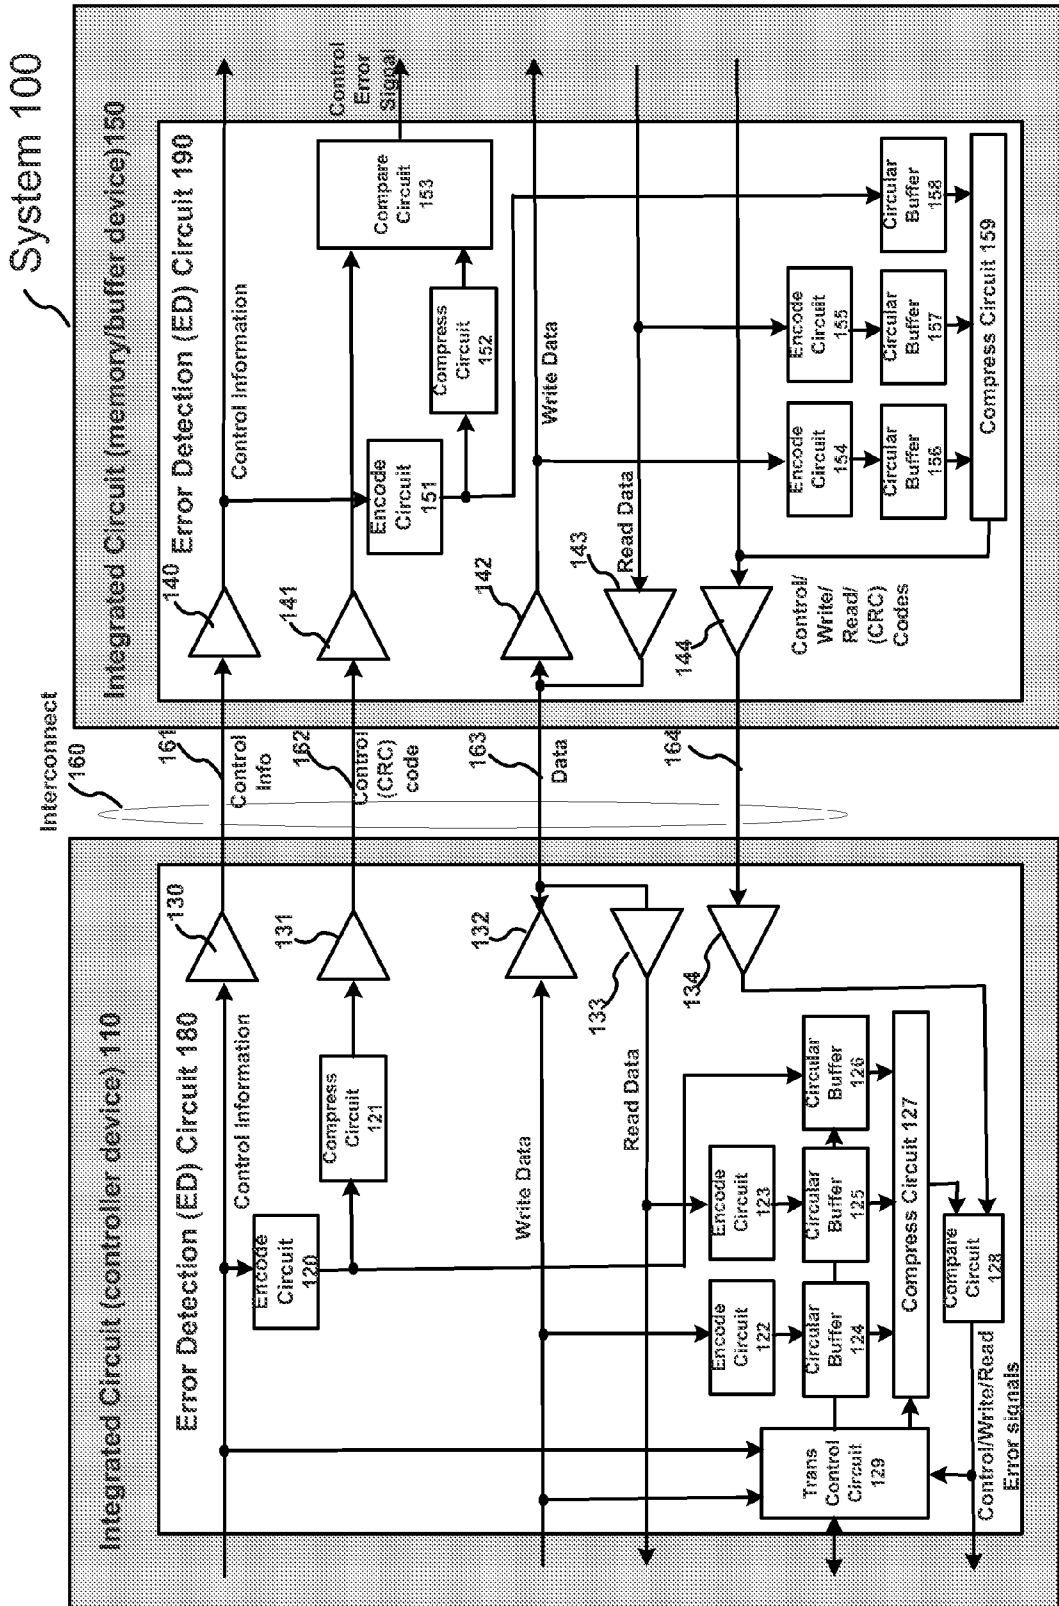 System 100
Integrated Circuit (controller device) 110
Error Detection (ED) Circuit 180
Control Information
Encode
Circuit
120
Compress
Circuit
121
130
131
Write Data
132
Read Data
133
134
Encode
Circuit
122
Encode
Circuit
123
Circular
Buffer
124
Circular
Buffer
125
Circular
Buffer
126
Compress Circuit 127
Compare
Circuit
128
Trans
Control
Circuit
129
Control/Write/Read
Error signals
Interconnect
160
161
Control
Info
162
Control
(CRC)
code
163
Data
164
Integrated Circuit (memory/buffer device)150
Error Detection (ED) Circuit 190
140
Control Information
141
Encode
Circuit
151
Compress
Circuit
152
Compare
Circuit
153
Control
Error
Signal
142
Write Data
143
Read Data
144
Control/
Write/
Read/
(CRC)
Codes
Encode
Circuit
154
Encode
Circuit
155
Circular
Buffer
156
Circular
Buffer
157
Circular
Buffer
158
Compress Circuit 159